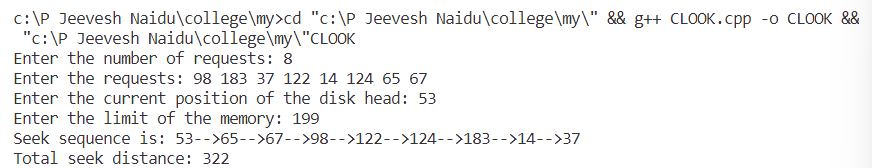 c:\P Jeevesh Naidu\college\my>cd "c:\P Jeevesh Naidu\college\my\" && g++ CLOOK.cpp -o CLOOK &&
"c:\P Jeevesh Naidu\college\my\"CLOOK
Enter the number of requests: 8
Enter the requests: 98 183 37 122 14 124 65 67
Enter the current position of the disk head: 53
Enter the limit of the memory: 199
Seek sequence is: 53-->65-->67-->98-->122-->124-->183-->14-->37
Total seek distance: 322